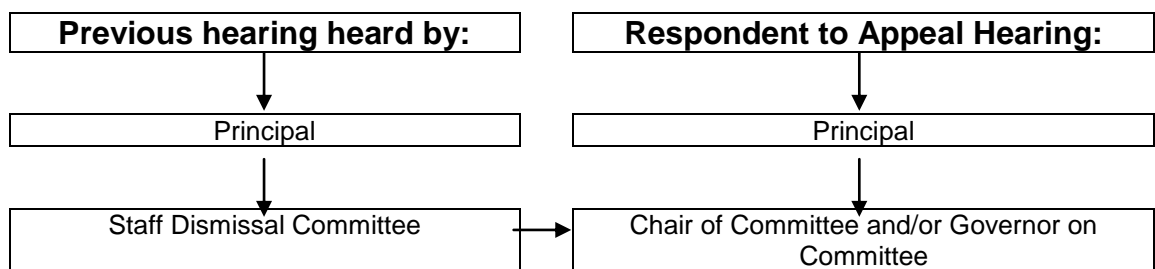 Previous hearing heard by:
Respondent to Appeal Hearing:
Principal
Principal
Staff Dismissal Committee
Chair of Committee and/or Governor on
Committee